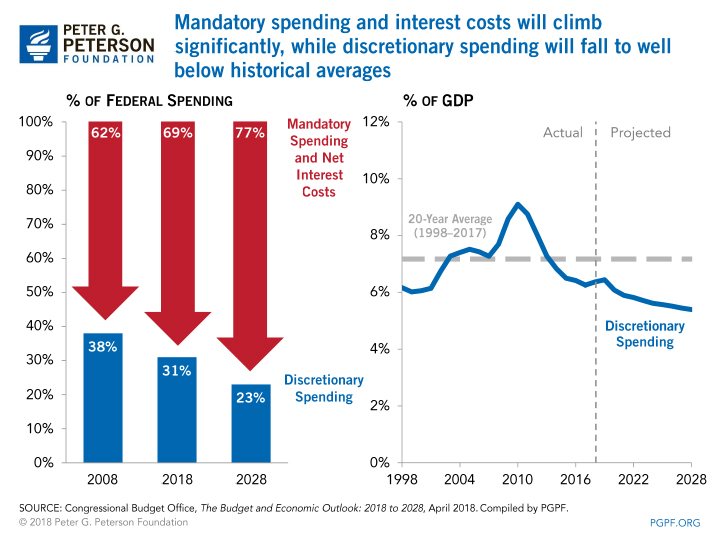 PETER G.
PETERSON
FOUNDATION
Mandatory spending and interest costs will climb
significantly, while discretionary spending will fall to well
below historical averages
% OF FEDERAL SPENDING
100%
90%
80%
70%
60%
50%
40%
30%
20%
10%
0%
62%
69%
77%
Mandatory
Spending
and Net
Interest
Costs
38%
31%
23%
Discretionary
Spending
2008
2018
2028
% OF GDP
12%
10%
8%
6%
4%
2%
0%
Actual
Projected
20-Year Average
(1998–2017)
Discretionary
Spending
1998
2004
2010
2016
2022
2028
SOURCE: Congressional Budget Office, The Budget and Economic Outlook: 2018 to 2028, April 2018. Compiled by PGPF.
© 2018 Peter G. Peterson Foundation
PGPF.ORG